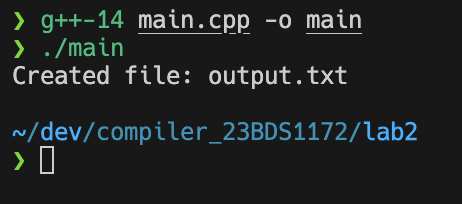 ❯ g++-14 main.cpp -o main
❯ ./main
Created file: output.txt
~/dev/compiler_23BDS1172/lab2
❯